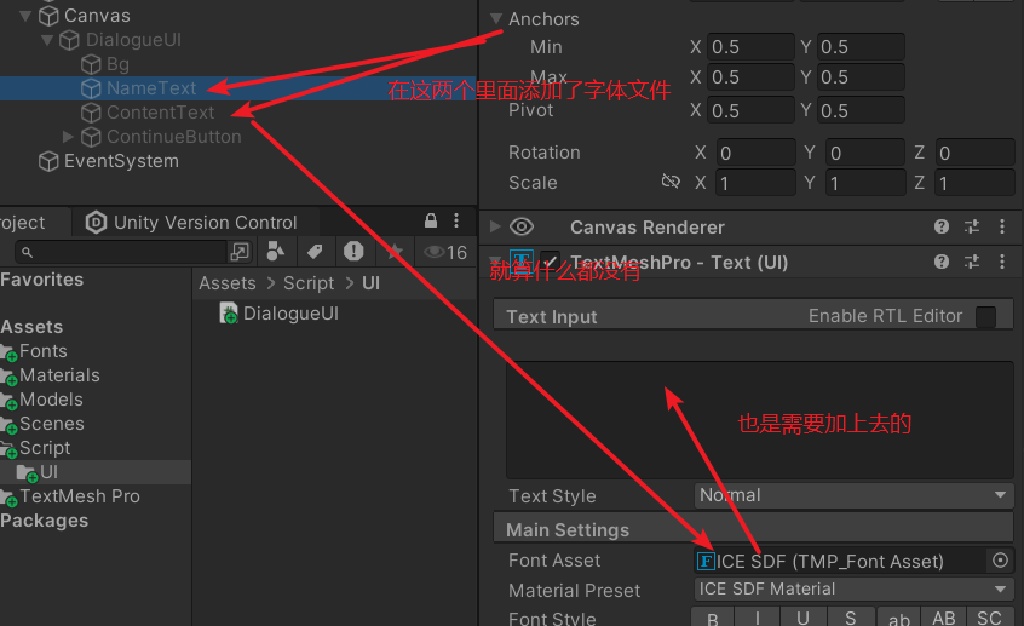 Canvas
DialogueUI
Bg
NameText
ContentText
ContinueButton
EventSystem
Anchors
Min X 0.5 Y 0.5
Max X 0.5 Y 0.5
在这两个里面添加了字体文件
Pivot X 0.5 Y 0.5
Rotation X 0 Y 0 Z 0
Scale X 1 Y 1 Z 1
roject Unity Version Control
16
Favorites
Assets
Fonts
Materials
Models
Scenes
Script
UI
TextMesh Pro
Packages
Assets > Script > UI
DialogueUI
Canvas Renderer
TextMeshPro - Text (UI)
就算什么都没有
Text Input Enable RTL Editor
也是需要加上去的
Text Style Normal
Main Settings
Font Asset F ICE SDF (TMP_Font Asset)
Material Preset ICE SDF Material
Font Style B I U S ab AB SC